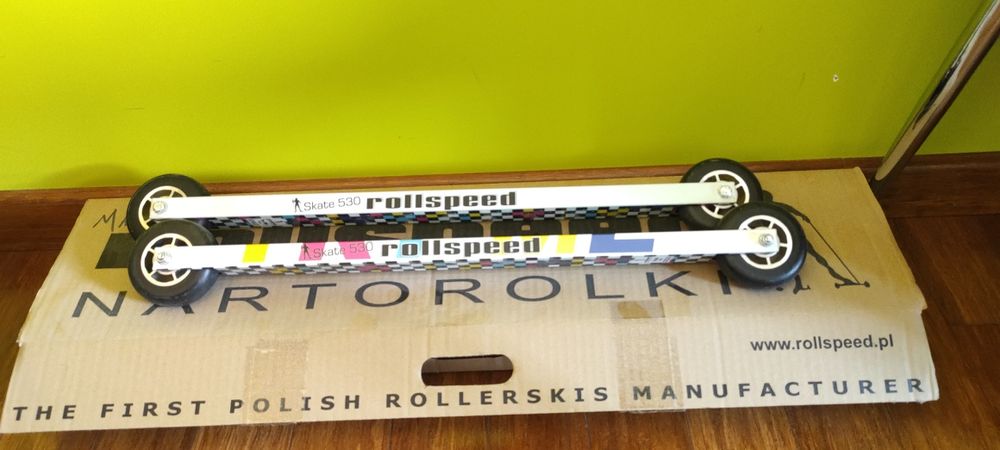 Skate 530 rollspeed
Skate 530 rollspeed
NARTOROLKI
www.rollspeed.pl
THE FIRST POLISH ROLLERSKIS MANUFACTURER